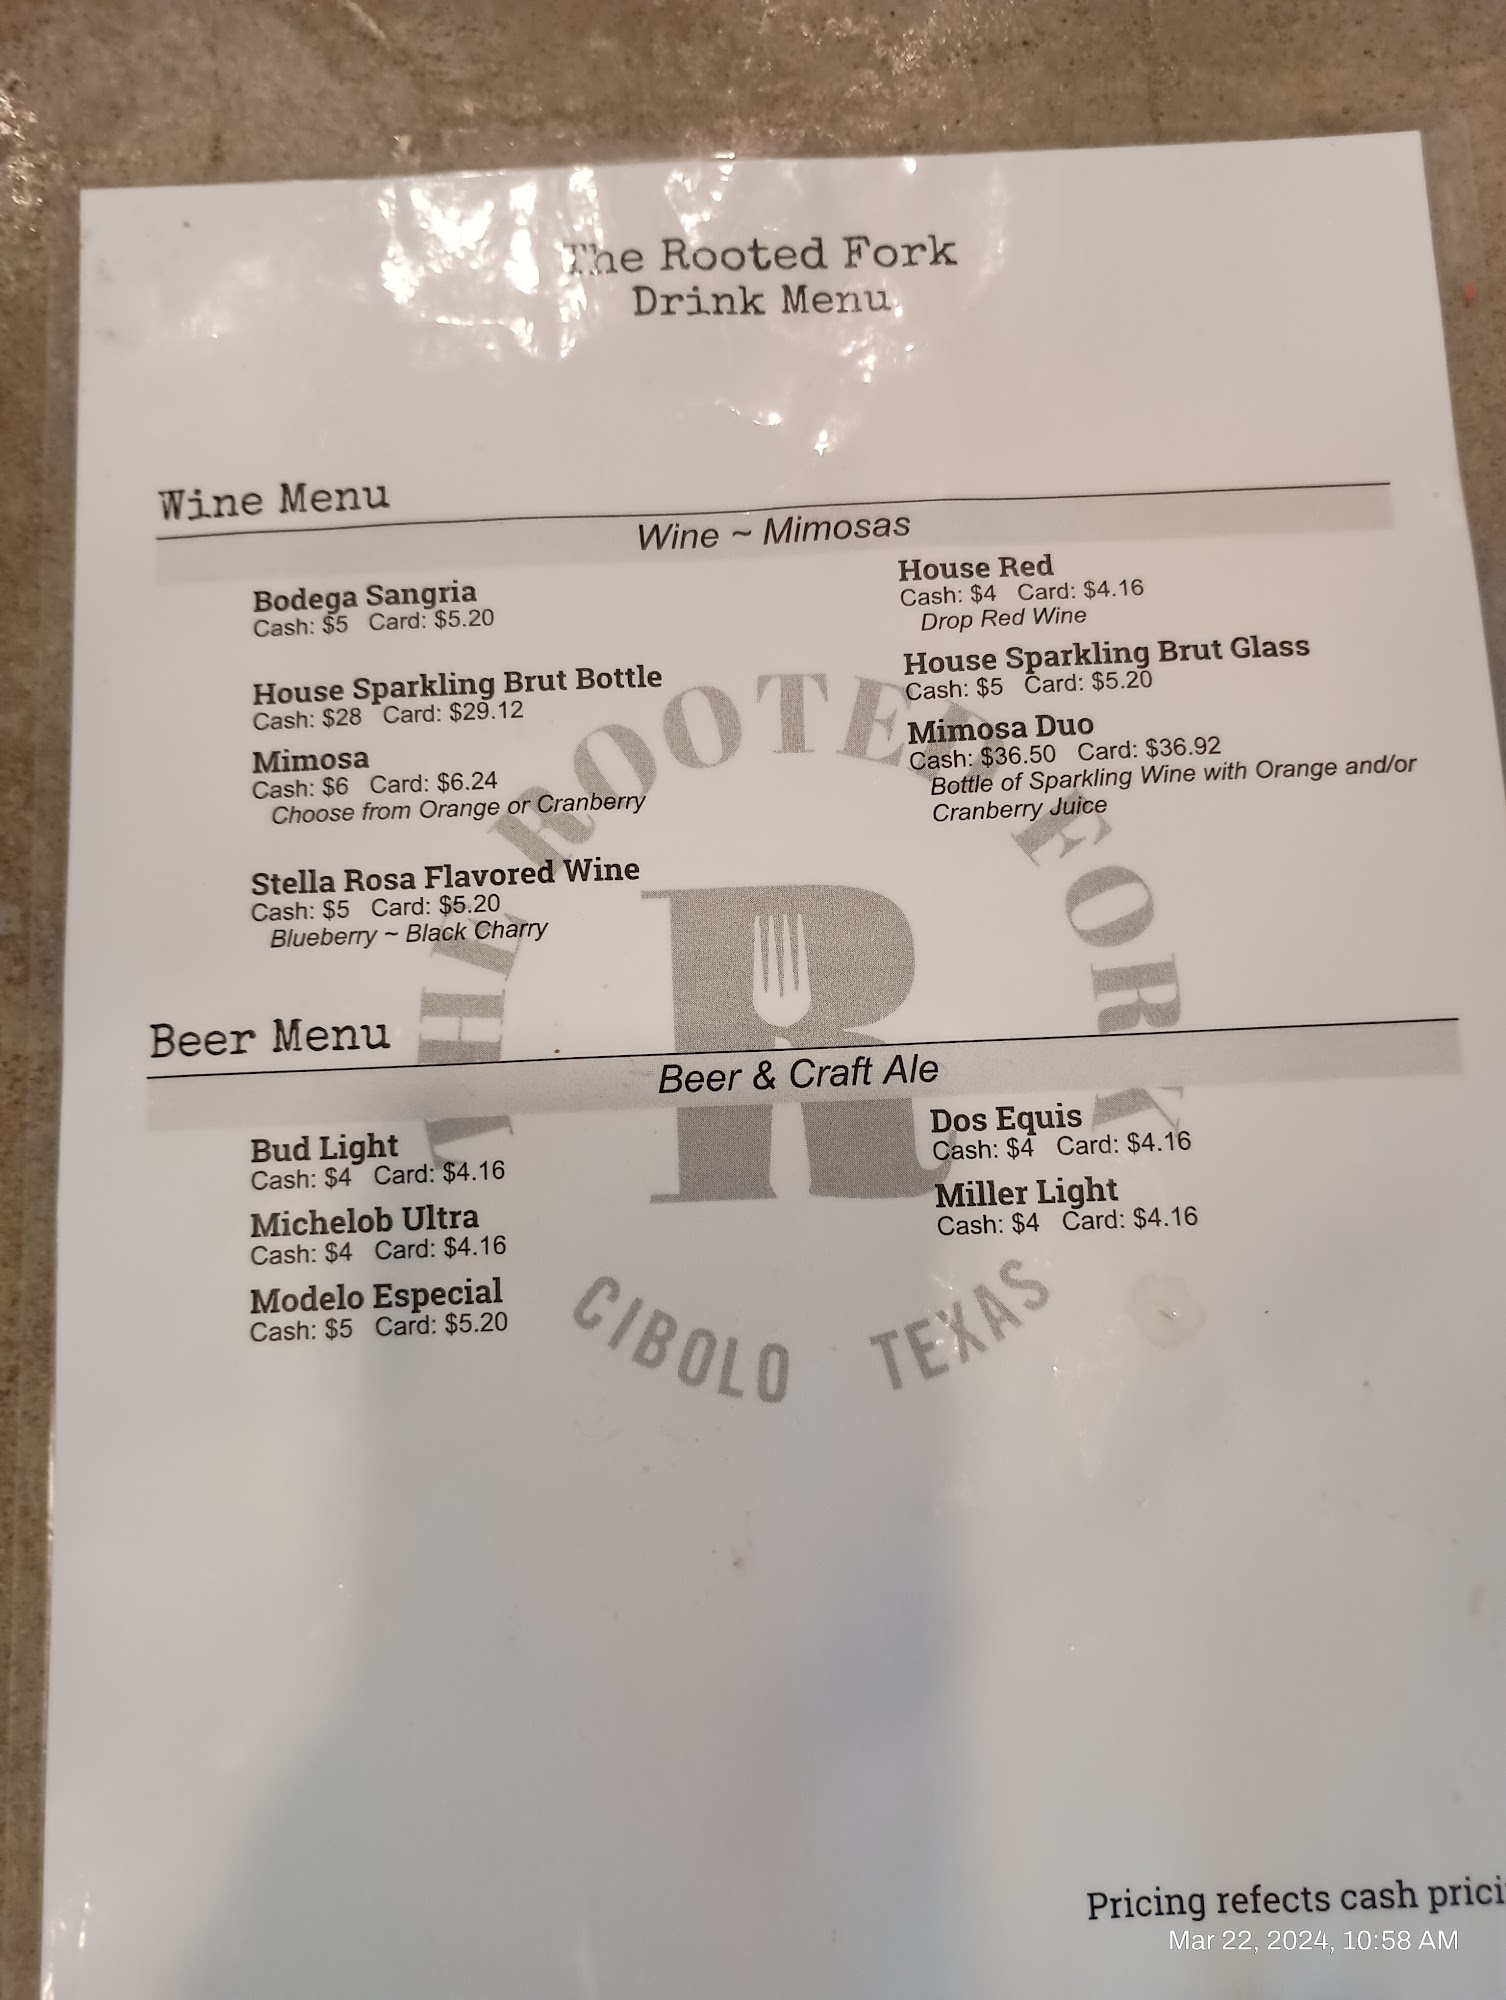 The Rooted Fork
Drink Menu
Wine Menu
Wine ~ Mimosas
Bodega Sangria
Cash: $5 Card: $5.20
House Sparkling Brut Bottle
Cash: $28 Card: $29.12
Mimosa
Cash: $6 Card: $6.24
Choose from Orange or Cranberry
Stella Rosa Flavored Wine
Cash: $5 Card: $5.20
Blueberry ~ Black Charry
House Red
Cash: $4 Card: $4.16
Drop Red Wine
House Sparkling Brut Glass
Cash: $5 Card: $5.20
Mimosa Duo
Cash: $36.50 Card: $36.92
Bottle of Sparkling Wine with Orange and/or
Cranberry Juice
Beer Menu
Beer & Craft Ale
Bud Light
Cash: $4 Card: $4.16
Michelob Ultra
Cash: $4 Card: $4.16
Modelo Especial
Cash: $5 Card: $5.20
Dos Equis
Cash: $4 Card: $4.16
Miller Light
Cash: $4 Card: $4.16
THE ROOTED FORK
R
CIBOLO TEXAS
Pricing refects cash prici
Mar 22, 2024, 10:58 AM